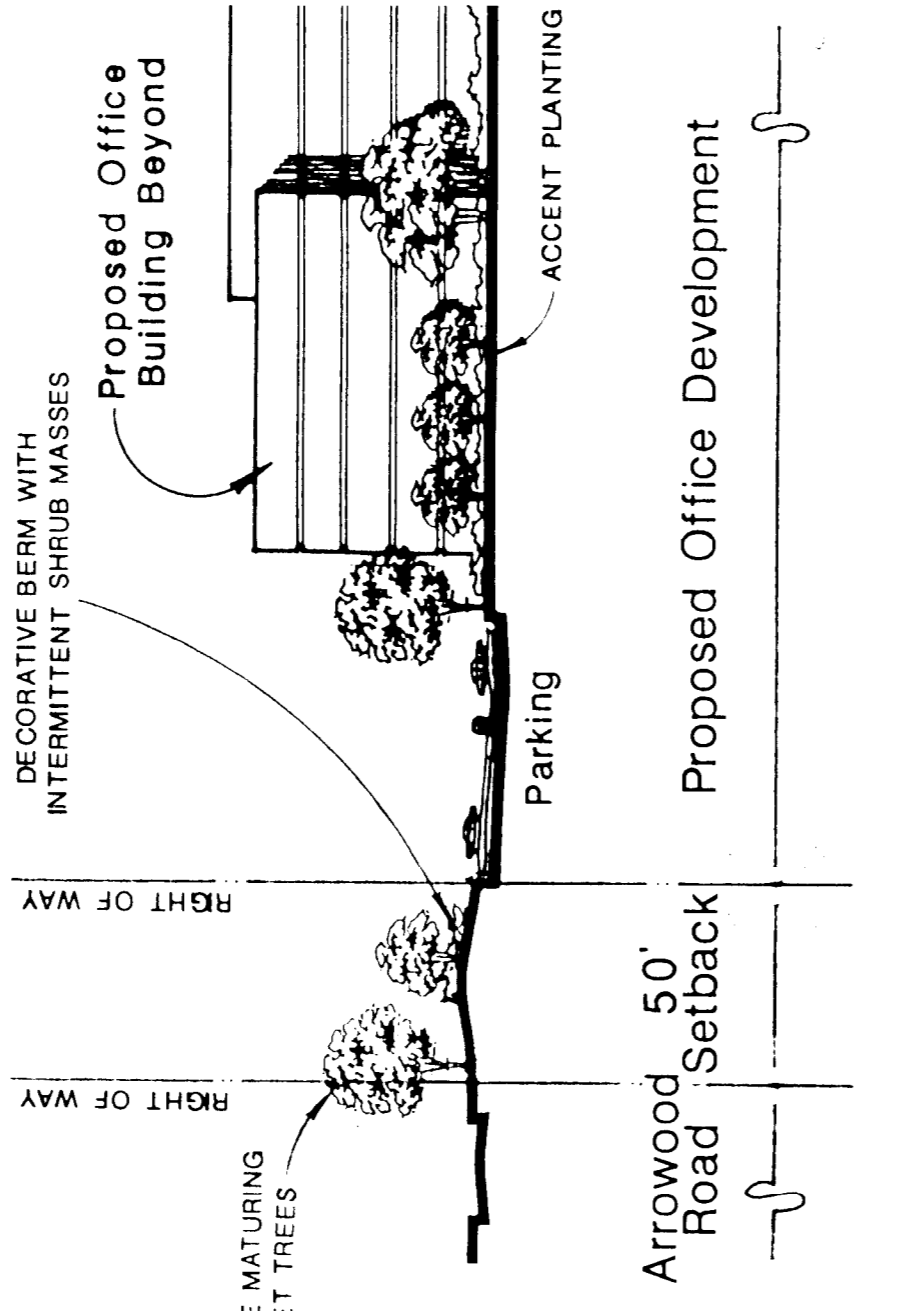 Proposed Office
Building Beyond
DECORATIVE BERM WITH
INTERMITTENT SHRUB MASSES
ACCENT PLANTING
E MATURING
ET TREES
RIGHT OF WAY
RIGHT OF WAY
Parking
Arrowood
Road
50'
Setback
Proposed Office Development